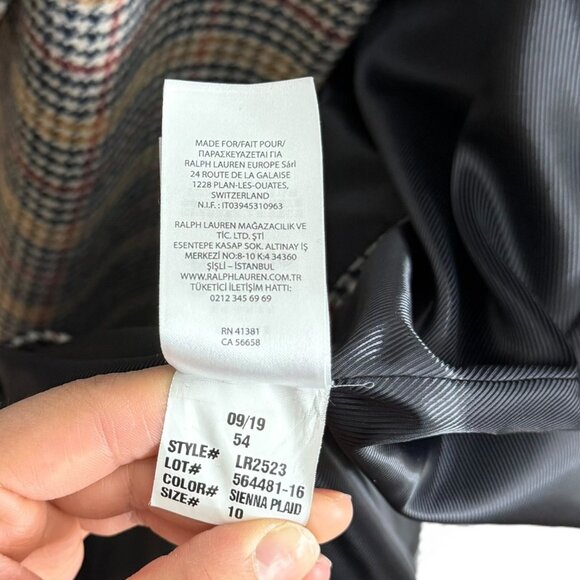 MADE FOR/FAIT POUR/
ΠΑΡΑΣΚΕΥΑΖΕΤΑΙ ΓΙΑ
RALPH LAUREN EUROPE Sárl
24 ROUTE DE LA GALAISE
1228 PLAN-LES-OUATES,
SWITZERLAND
N.I.F. : IT03945310963
RALPH LAUREN MAĞAZACILIK VE
TİC. LTD. ŞTİ
ESENTEPE KASAP SOK. ALTINAY İŞ
MERKEZİ NO:8-10 K:4 34360
ŞİŞLİ – İSTANBUL
WWW.RALPHLAUREN.COM.TR
TÜKETİCİ İLETİŞİM HATTI:
0212 345 69 69
RN 41381
CA 56658
09/19
54
STYLE# LR2523
LOT# 564481-16
COLOR# SIENNA PLAID
SIZE# 10